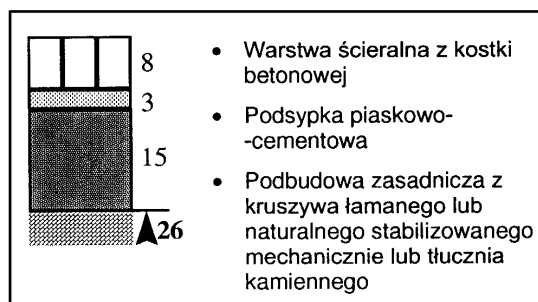 8
3
15
26
• Warstwa ścieralna z kostki
betonowej
• Podsypka piaskowo-
-cementowa
• Podbudowa zasadnicza z
kruszywa łamanego lub
naturalnego stabilizowanego
mechanicznie lub tłucznia
kamiennego